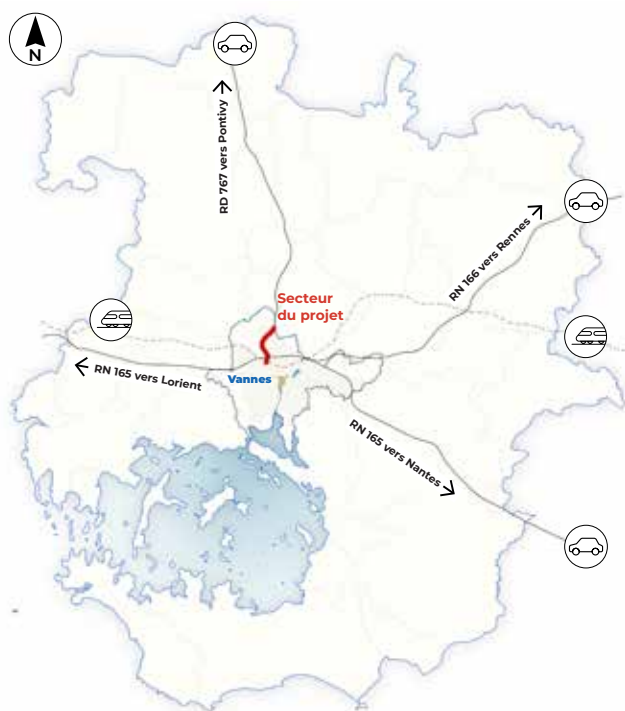 N
RD 767 vers Pontivy
RN 166 vers Rennes
Secteur
du projet
RN 165 vers Lorient
Vannes
RN 165 vers Nantes